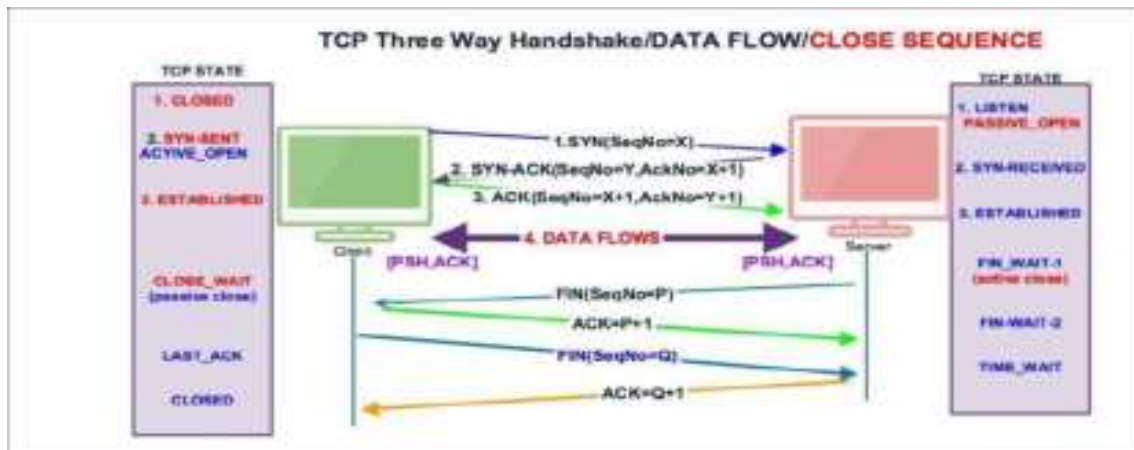 TCP Three Way Handshake/DATA FLOW/CLOSE SEQUENCE
TCP STATE
1. CLOSED
2. SYN-SENT
ACYIVE_OPEN
3. ESTABLISHED
CLOSE_WAIT
(passive close)
LAST_ACK
CLOSED
1.SYN(SeqNo=X)
2. SYN-ACK(SeqNo=Y,AckNo=X+1)
3. ACK(SeqNo=X+1,AckNo=Y+1)
4. DATA FLOWS
Client
Server
[PSH,ACK]
[PSH,ACK]
FIN(SeqNo=P)
ACK=P+1
FIN(SeqNo=Q)
ACK=Q+1
TCP STATE
1. LISTEN
PASSIVE_OPEN
2. SYN-RECEIVED
3. ESTABLISHED
FIN_WAIT-1
(active close)
FIN-WAIT-2
TIME_WAIT